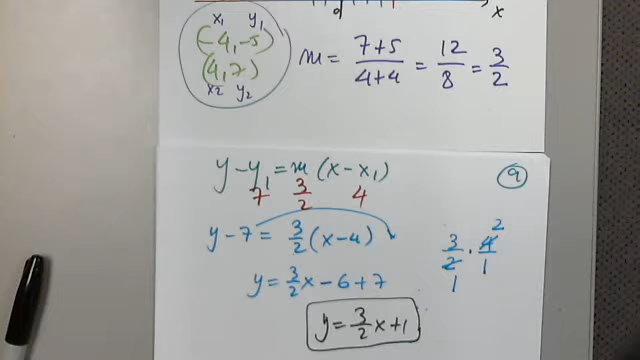 x
x₁ y₁
(-4,-5)
(4,7)
x₂ y₂
m = (7+5)/(4+4) = 12/8 = 3/2
y-y₁=m(x-x₁)
7 3/2 4
9
y-7 = 3/2(x-4)
3/2 · 4/1
1 2
y=3/2x-6+7
y=3/2x+1